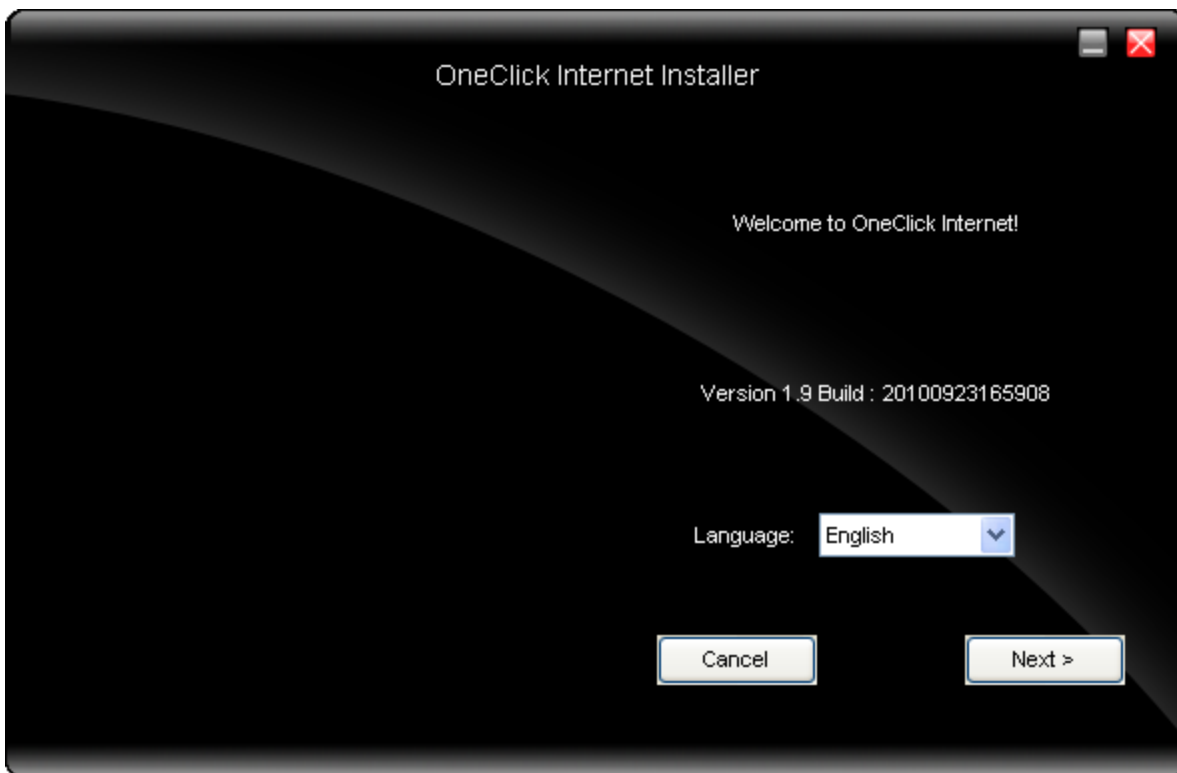 OneClick Internet Installer
Welcome to OneClick Internet!
Version 1.9 Build : 20100923165908
Language: English
Cancel Next >